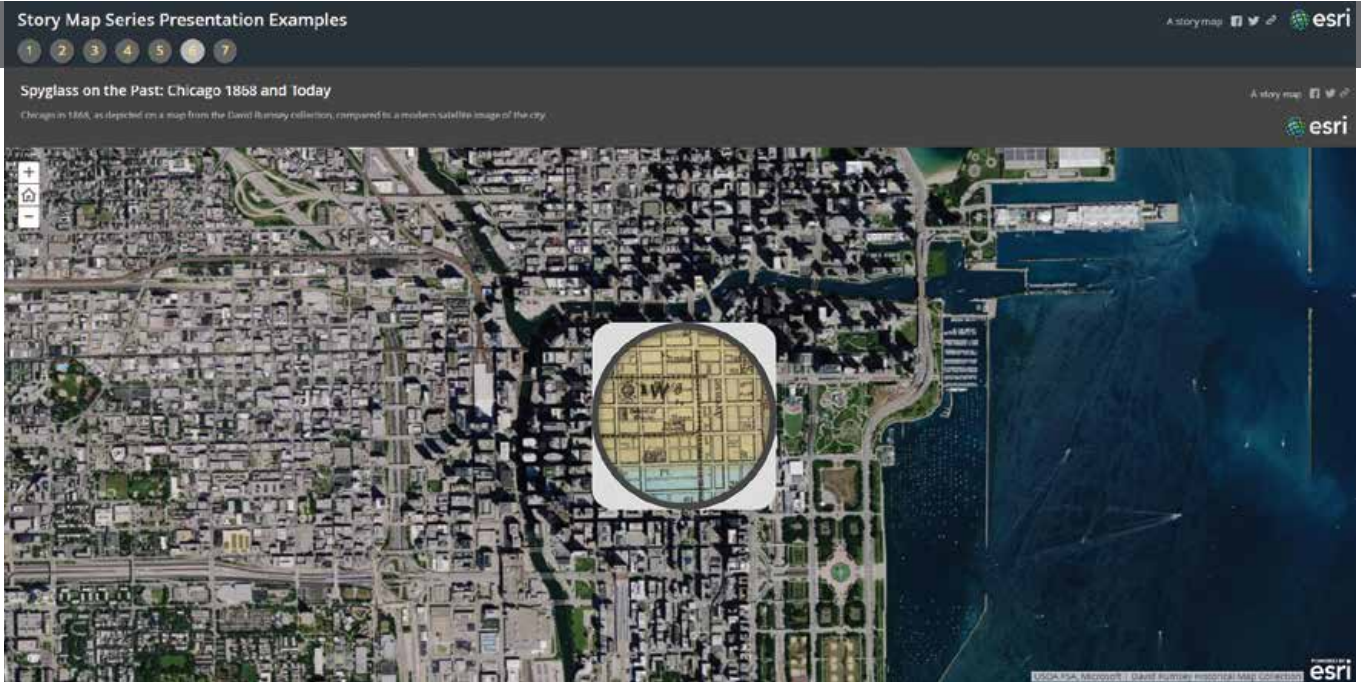 Story Map Series Presentation Examples
A story map
esri
1 2 3 4 5 6 7
Spyglass on the Past: Chicago 1868 and Today
A story map
Chicago in 1868, as depicted on a map from the David Rumsey collection, compared to a modern satellite image of the city.
esri
+
-
W
POWERED BY
esri
USDA FSA, Microsoft | David Rumsey Historical Map Collection